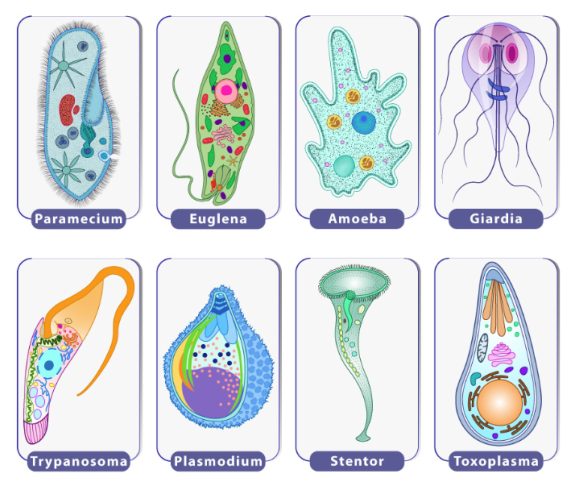 Paramecium
Euglena
Amoeba
Giardia
Trypanosoma
Plasmodium
Stentor
Toxoplasma